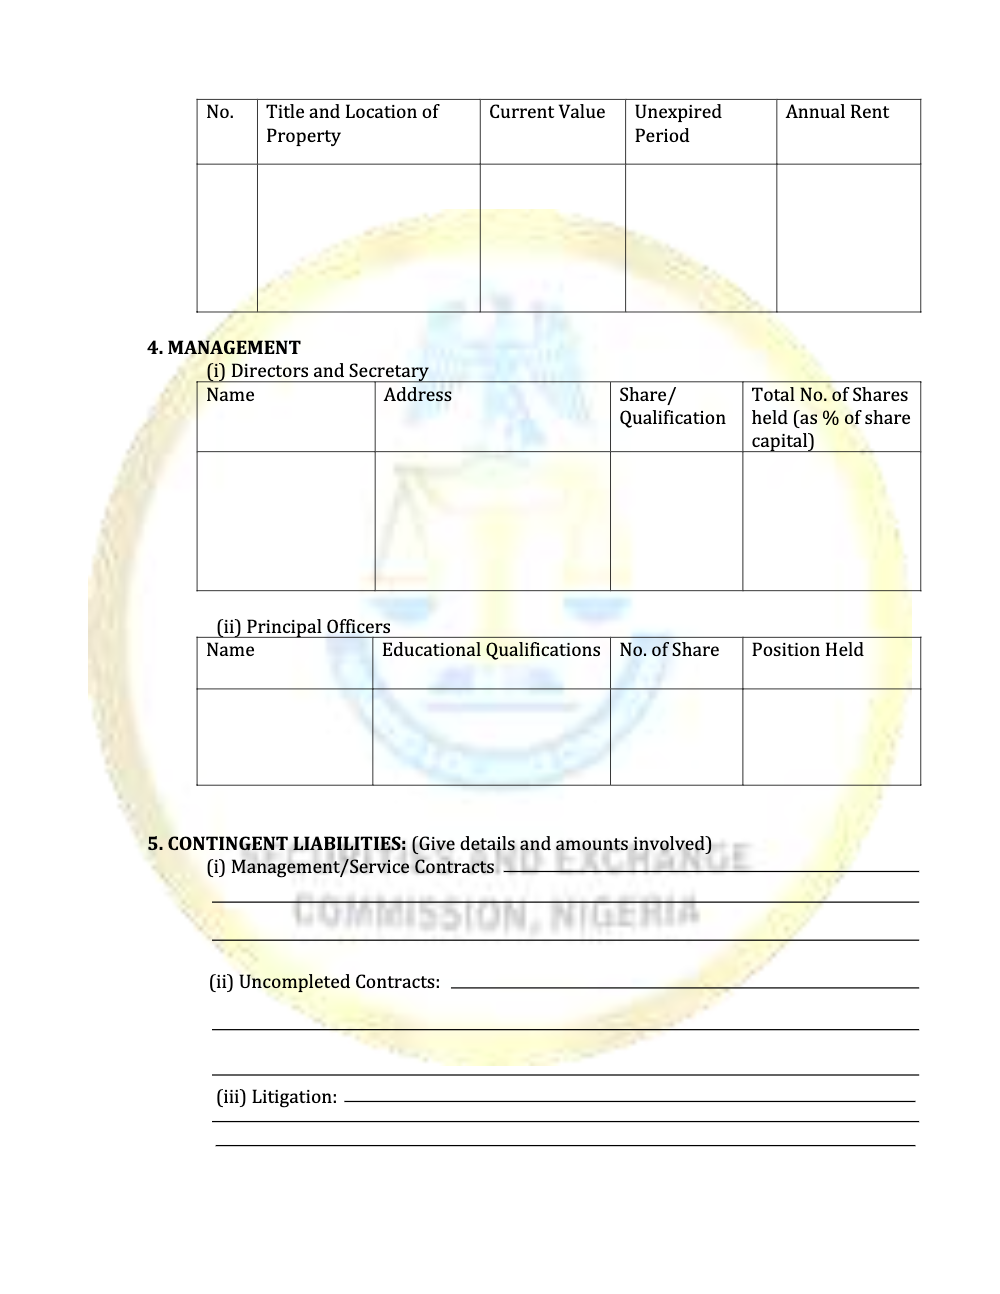 No. Title and Location of Current Value Unexpired Annual Rent
Property Period
4. MANAGEMENT
(i) Directors and Secretary
Name Address Share/ Total No. of Shares
Qualification held (as % of share
capital)
(ii) Principal Officers
Name Educational Qualifications No. of Share Position Held
5. CONTINGENT LIABILITIES: (Give details and amounts involved)
SECURITIES AND EXCHANGE
(i) Management/Service Contracts
COMMISSION, NIGERIA
(ii) Uncompleted Contracts:
(iii) Litigation: